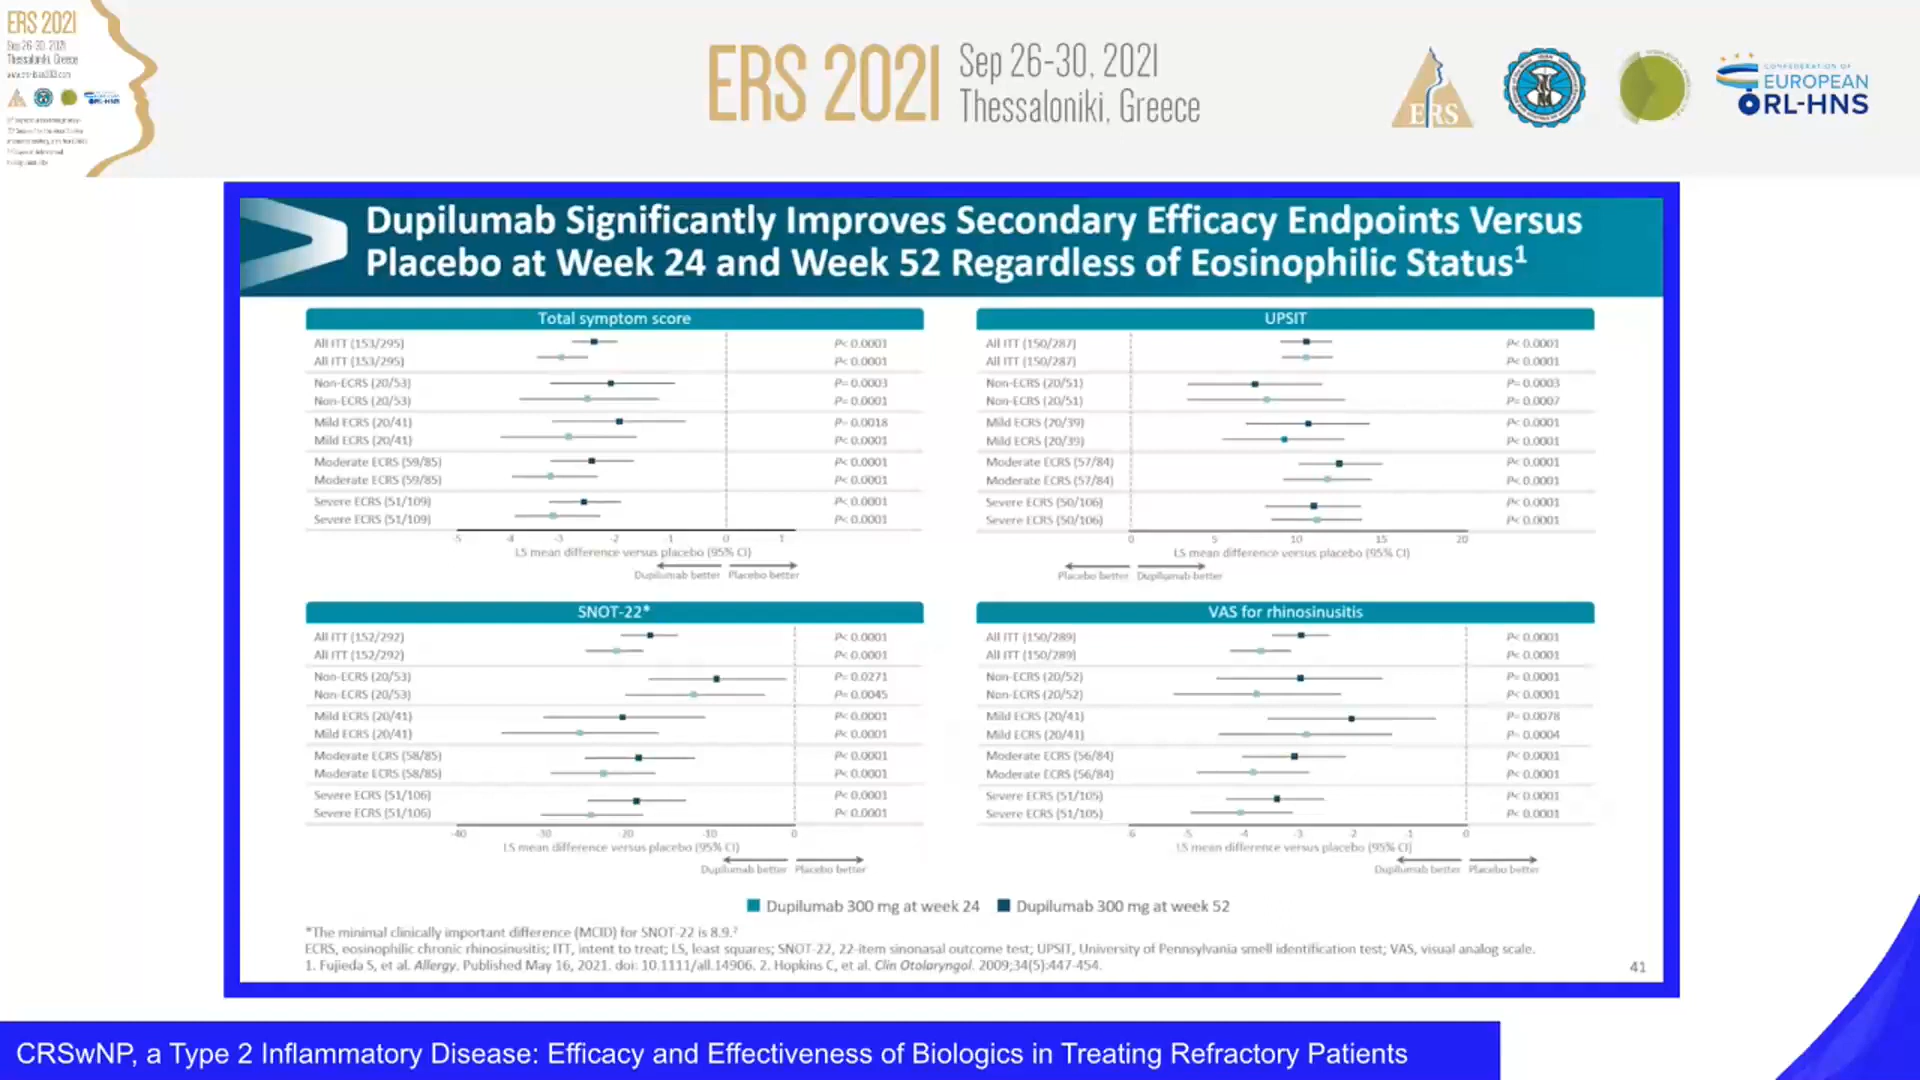 ERS 2021
Sep 26-30, 2021
Thessaloniki, Greece
ERS 2021
Sep 26-30, 2021
Thessaloniki, Greece
ERS
CONFEDERATION OF
EUROPEAN
ORL-HNS
Dupilumab Significantly Improves Secondary Efficacy Endpoints Versus
Placebo at Week 24 and Week 52 Regardless of Eosinophilic Status1
Total symptom score
All ITT (153/295) P< 0.0001
All ITT (153/295) P< 0.0001
Non-ECRS (20/53) P= 0.0003
Non-ECRS (20/53) P= 0.0001
Mild ECRS (20/41) P= 0.0018
Mild ECRS (20/41) P< 0.0001
Moderate ECRS (59/85) P< 0.0001
Moderate ECRS (59/85) P< 0.0001
Severe ECRS (51/109) P< 0.0001
Severe ECRS (51/109) P< 0.0001
-5 -4 -3 -2 -1 0 1
LS mean difference versus placebo (95% CI)
Dupilumab better Placebo better
UPSIT
All ITT (150/287) P< 0.0001
All ITT (150/287) P< 0.0001
Non-ECRS (20/51) P= 0.0003
Non-ECRS (20/51) P= 0.0007
Mild ECRS (20/39) P< 0.0001
Mild ECRS (20/39) P< 0.0001
Moderate ECRS (57/84) P< 0.0001
Moderate ECRS (57/84) P< 0.0001
Severe ECRS (50/106) P< 0.0001
Severe ECRS (50/106) P< 0.0001
0 5 10 15 20
LS mean difference versus placebo (95% CI)
Placebo better Dupilumab better
SNOT-22*
All ITT (152/292) P< 0.0001
All ITT (152/292) P< 0.0001
Non-ECRS (20/53) P= 0.0271
Non-ECRS (20/53) P= 0.0045
Mild ECRS (20/41) P< 0.0001
Mild ECRS (20/41) P< 0.0001
Moderate ECRS (58/85) P< 0.0001
Moderate ECRS (58/85) P< 0.0001
Severe ECRS (51/106) P< 0.0001
Severe ECRS (51/106) P< 0.0001
-40 -30 -20 -10 0
LS mean difference versus placebo (95% CI)
Dupilumab better Placebo better
VAS for rhinosinusitis
All ITT (150/289) P< 0.0001
All ITT (150/289) P< 0.0001
Non-ECRS (20/52) P= 0.0001
Non-ECRS (20/52) P< 0.0001
Mild ECRS (20/41) P= 0.0078
Mild ECRS (20/41) P= 0.0004
Moderate ECRS (56/84) P< 0.0001
Moderate ECRS (56/84) P< 0.0001
Severe ECRS (51/105) P< 0.0001
Severe ECRS (51/105) P< 0.0001
-6 -5 -4 -3 -2 -1 0
LS mean difference versus placebo (95% CI)
Dupilumab better Placebo better
Dupilumab 300 mg at week 24 Dupilumab 300 mg at week 52
*The minimal clinically important difference (MCID) for SNOT-22 is 8.9.2
ECRS, eosinophilic chronic rhinosinusitis; ITT, intent to treat; LS, least squares; SNOT-22, 22-item sinonasal outcome test; UPSIT, University of Pennsylvania smell identification test; VAS, visual analog scale.
1. Fujieda S, et al. Allergy. Published May 16, 2021. doi: 10.1111/all.14906. 2. Hopkins C, et al. Clin Otolaryngol. 2009;34(5):447-454.
41
CRSwNP, a Type 2 Inflammatory Disease: Efficacy and Effectiveness of Biologics in Treating Refractory Patients